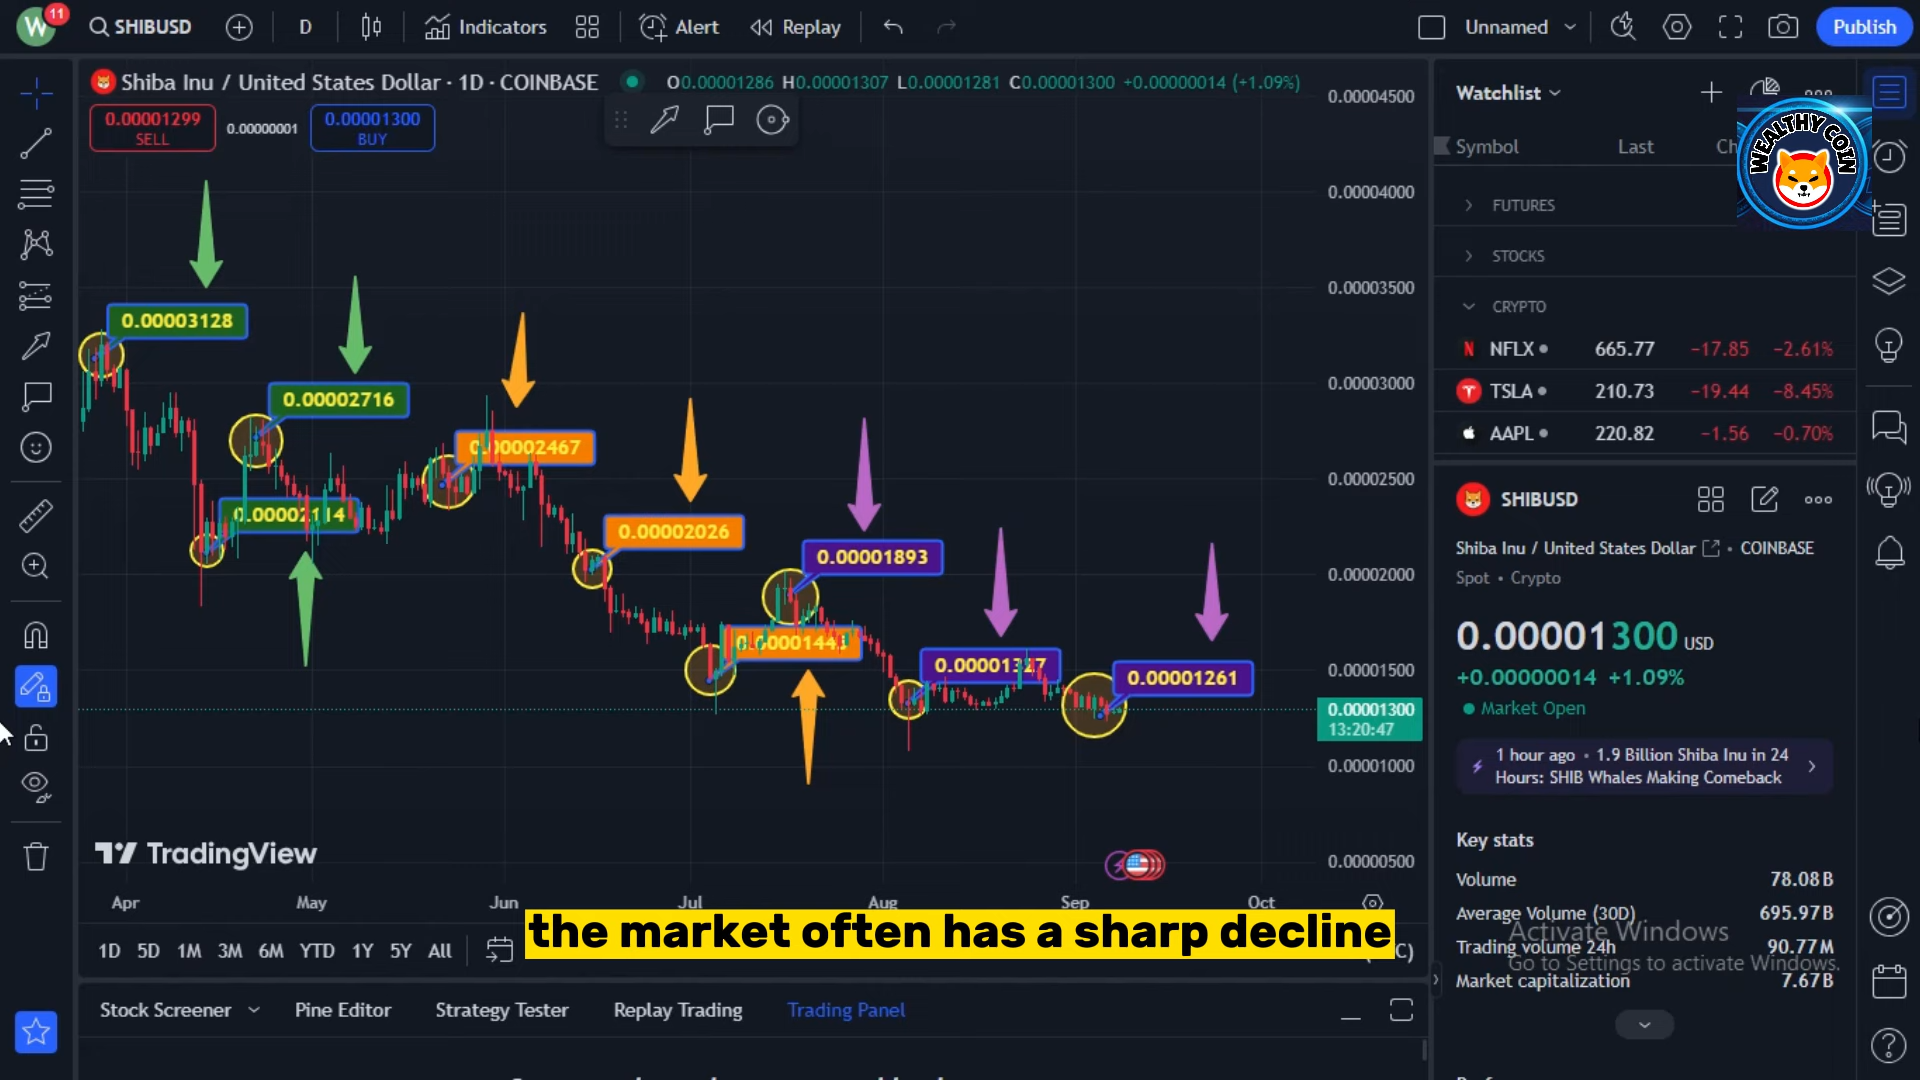 W
11
SHIBUSD
D
Indicators
Alert
Replay
Unnamed
Publish
Shiba Inu / United States Dollar · 1D · COINBASE
O0.00001286 H0.00001307 L0.00001281 C0.00001300 +0.00000014 (+1.09%)
0.00001299
SELL
0.00000001
0.00001300
BUY
0.00004500
0.00004000
0.00003500
0.00003000
0.00002500
0.00002000
0.00001500
0.00001300
13:20:47
0.00001000
0.00000500
0.00003128
0.00002716
0.00002114
0.00002467
0.00002026
0.00001893
0.00001327
0.00001261
TradingView
Apr May Jun Jul Aug Sep Oct
the market often has a sharp decline
1D 5D 1M 3M 6M YTD 1Y 5Y All
Stock Screener
Pine Editor
Strategy Tester
Replay Trading
Trading Panel
Watchlist
WEALTHY COIN
Symbol Last
FUTURES
STOCKS
CRYPTO
NFLX 665.77 −17.85 −2.61%
TSLA 210.73 −19.44 −8.45%
AAPL 220.82 −1.56 −0.70%
SHIBUSD
Shiba Inu / United States Dollar · COINBASE
Spot · Crypto
0.00001300 USD
+0.00000014 +1.09%
Market Open
1 hour ago · 1.9 Billion Shiba Inu in 24
Hours: SHIB Whales Making Comeback
Key stats
Volume 78.08B
Average Volume (30D) 695.97B
Activate Windows
Trading volume 24h 90.77M
Go to Settings to activate Windows.
Market capitalization 7.67B